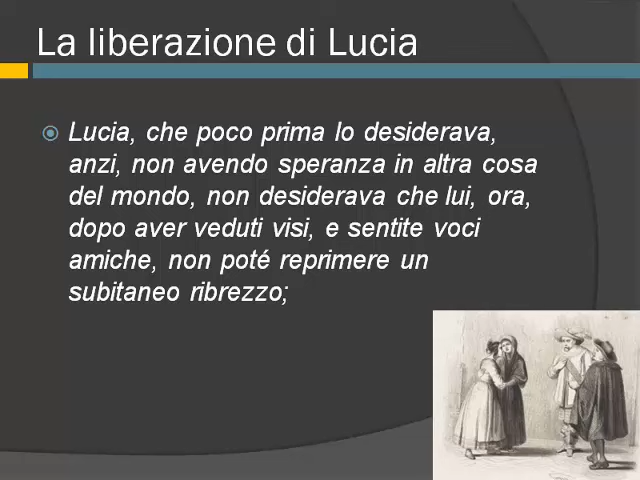 La liberazione di Lucia
Lucia, che poco prima lo desiderava,
anzi, non avendo speranza in altra cosa
del mondo, non desiderava che lui, ora,
dopo aver veduti visi, e sentite voci
amiche, non poté reprimere un
subitaneo ribrezzo;